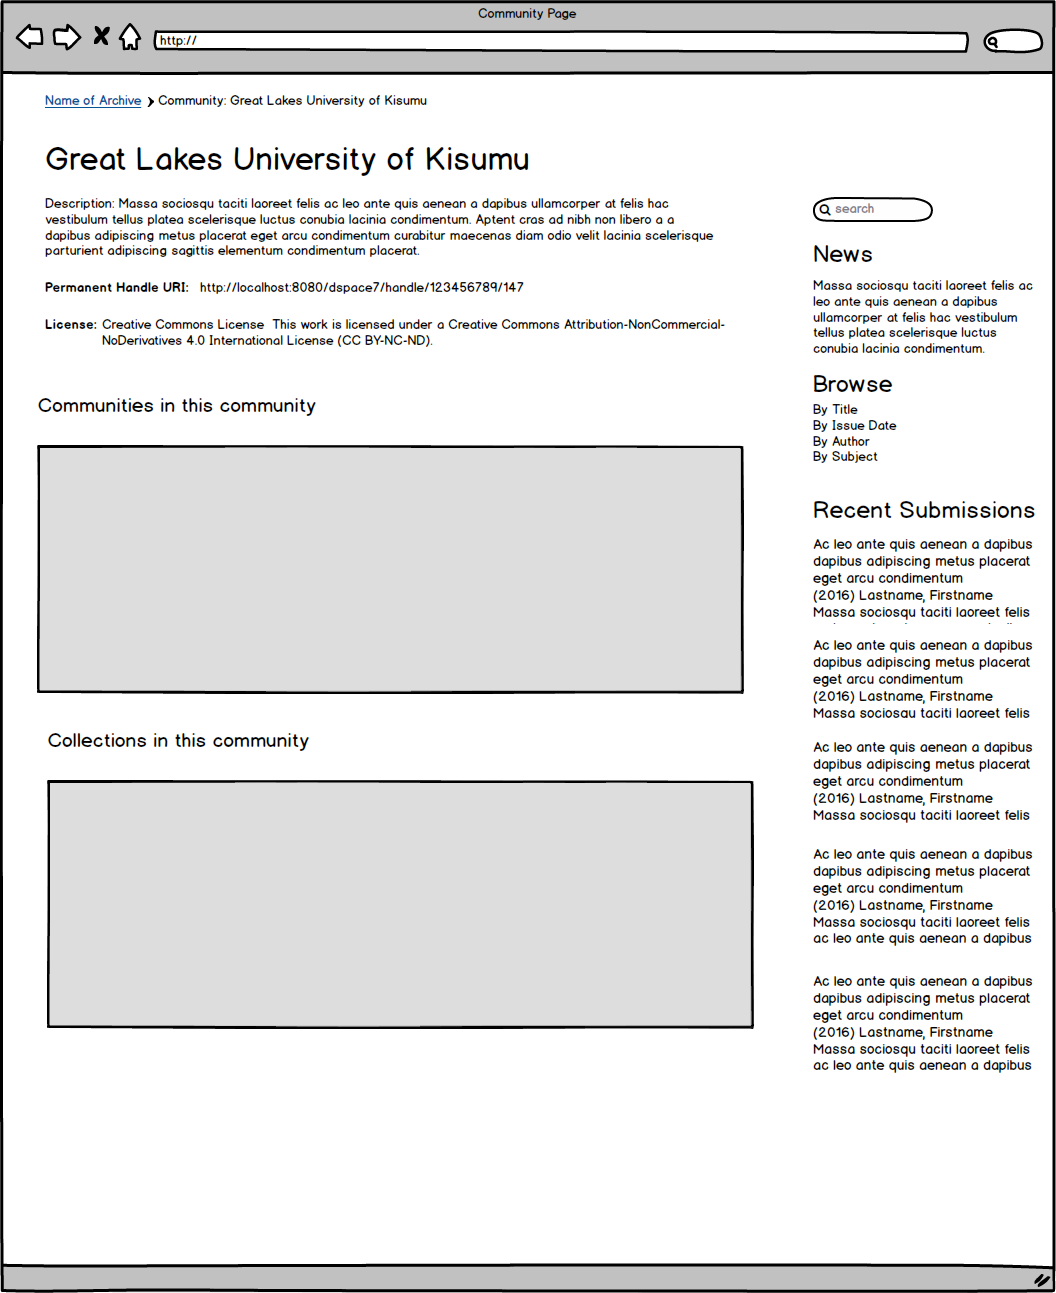 Community Page
http://
Name of Archive > Community: Great Lakes University of Kisumu
Great Lakes University of Kisumu
Description: Massa sociosqu taciti laoreet felis ac leo ante quis aenean a dapibus ullamcorper at felis hac
vestibulum tellus platea scelerisque luctus conubia lacinia condimentum. Aptent cras ad nibh non libero a a
dapibus adipiscing metus placerat eget arcu condimentum curabitur maecenas diam odio velit lacinia scelerisque
parturient adipiscing sagittis elementum condimentum placerat.
Permanent Handle URI: http://localhost:8080/dspace7/handle/123456789/147
License: Creative Commons License This work is licensed under a Creative Commons Attribution-NonCommercial-
NoDerivatives 4.0 International License (CC BY-NC-ND).
Communities in this community
Collections in this community
search
News
Massa sociosqu taciti laoreet felis ac
leo ante quis aenean a dapibus
ullamcorper at felis hac vestibulum
tellus platea scelerisque luctus
conubia lacinia condimentum.
Browse
By Title
By Issue Date
By Author
By Subject
Recent Submissions
Ac leo ante quis aenean a dapibus
dapibus adipiscing metus placerat
eget arcu condimentum
(2016) Lastname, Firstname
Massa sociosqu taciti laoreet felis
Ac leo ante quis aenean a dapibus
dapibus adipiscing metus placerat
eget arcu condimentum
(2016) Lastname, Firstname
Massa sociosqu taciti laoreet felis
Ac leo ante quis aenean a dapibus
dapibus adipiscing metus placerat
eget arcu condimentum
(2016) Lastname, Firstname
Massa sociosqu taciti laoreet felis
Ac leo ante quis aenean a dapibus
dapibus adipiscing metus placerat
eget arcu condimentum
(2016) Lastname, Firstname
Massa sociosqu taciti laoreet felis
ac leo ante quis aenean a dapibus
Ac leo ante quis aenean a dapibus
dapibus adipiscing metus placerat
eget arcu condimentum
(2016) Lastname, Firstname
Massa sociosqu taciti laoreet felis
ac leo ante quis aenean a dapibus